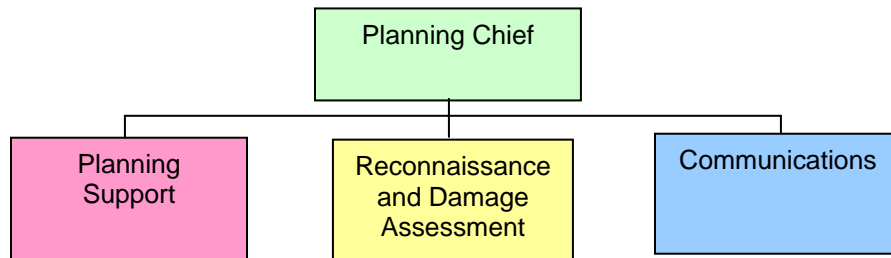 Planning Chief
Planning
Support
Reconnaissance
and Damage
Assessment
Communications